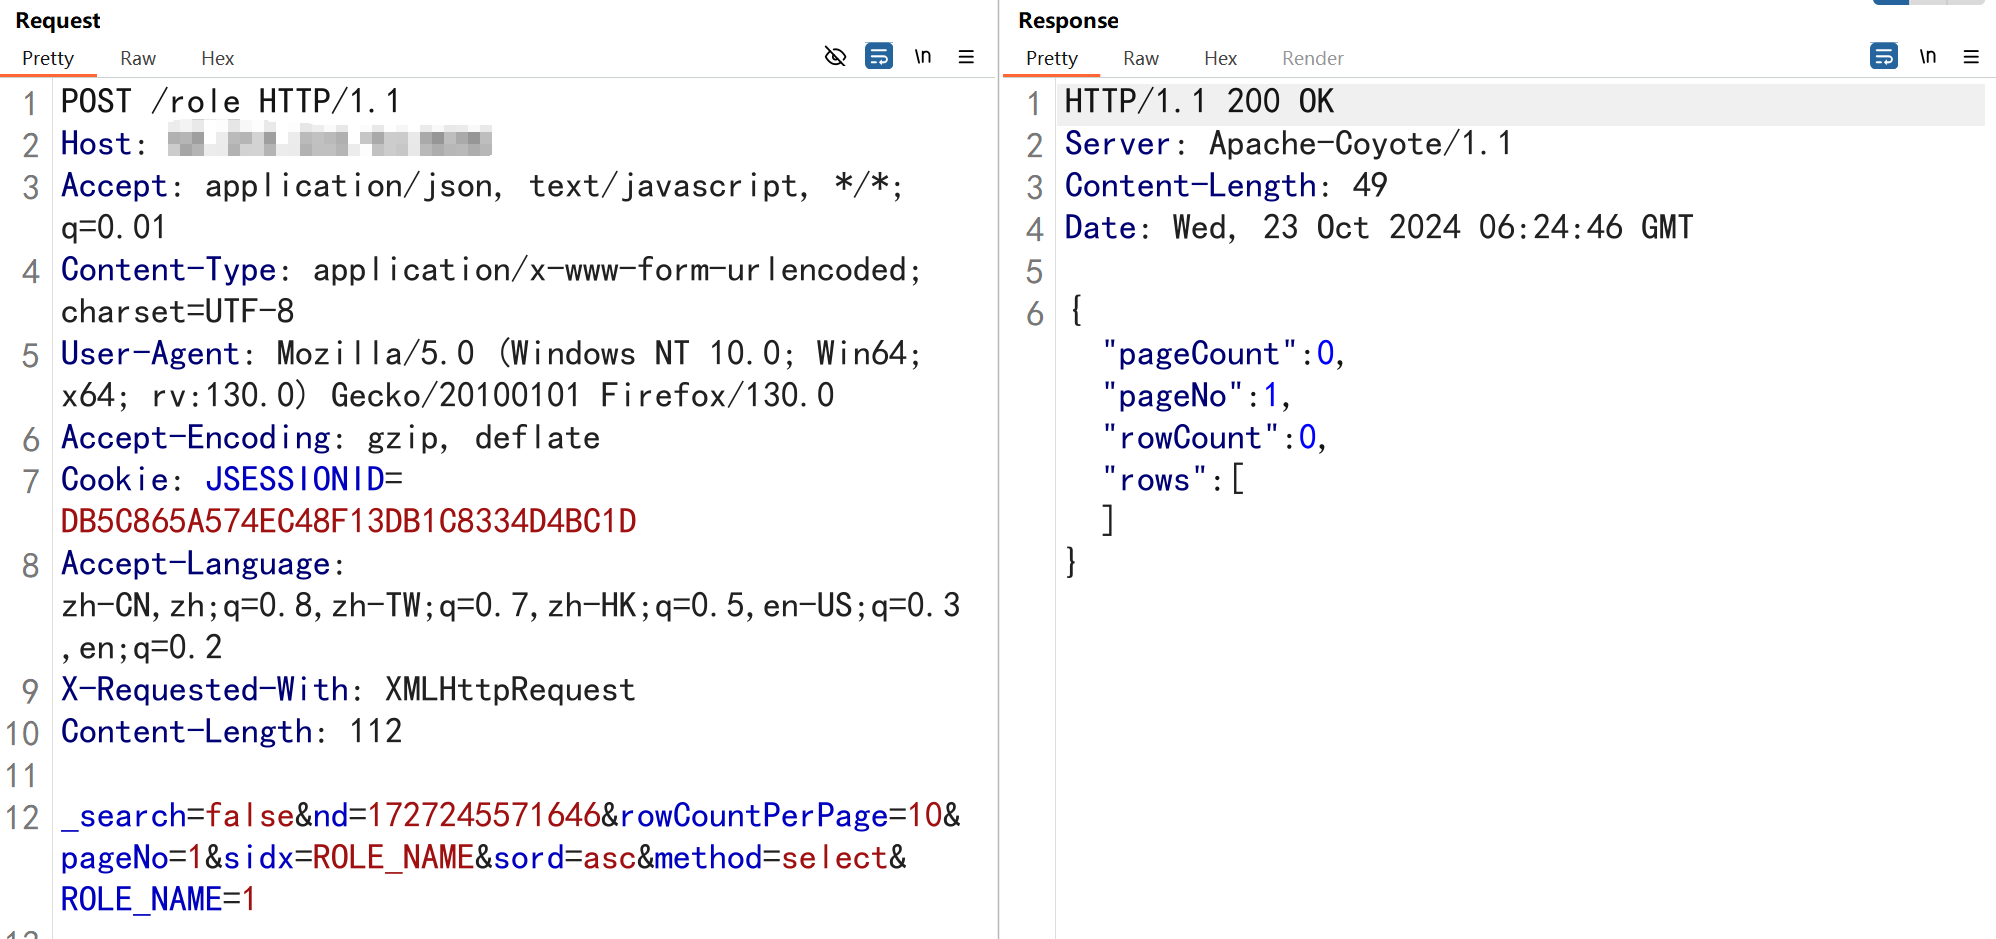 Request
Pretty Raw Hex \n
1 POST /role HTTP/1.1
2 Host:
3 Accept: application/json, text/javascript, */*;
q=0.01
4 Content-Type: application/x-www-form-urlencoded;
charset=UTF-8
5 User-Agent: Mozilla/5.0 (Windows NT 10.0; Win64;
x64; rv:130.0) Gecko/20100101 Firefox/130.0
6 Accept-Encoding: gzip, deflate
7 Cookie: JSESSIONID=
DB5C865A574EC48F13DB1C8334D4BC1D
8 Accept-Language:
zh-CN,zh;q=0.8,zh-TW;q=0.7,zh-HK;q=0.5,en-US;q=0.3
,en;q=0.2
9 X-Requested-With: XMLHttpRequest
10 Content-Length: 112
11
12 _search=false&nd=1727245571646&rowCountPerPage=10&
pageNo=1&sidx=ROLE_NAME&sord=asc&method=select&
ROLE_NAME=1
Response
Pretty Raw Hex Render \n
1 HTTP/1.1 200 OK
2 Server: Apache-Coyote/1.1
3 Content-Length: 49
4 Date: Wed, 23 Oct 2024 06:24:46 GMT
5
6 {
"pageCount":0,
"pageNo":1,
"rowCount":0,
"rows":[
]
}